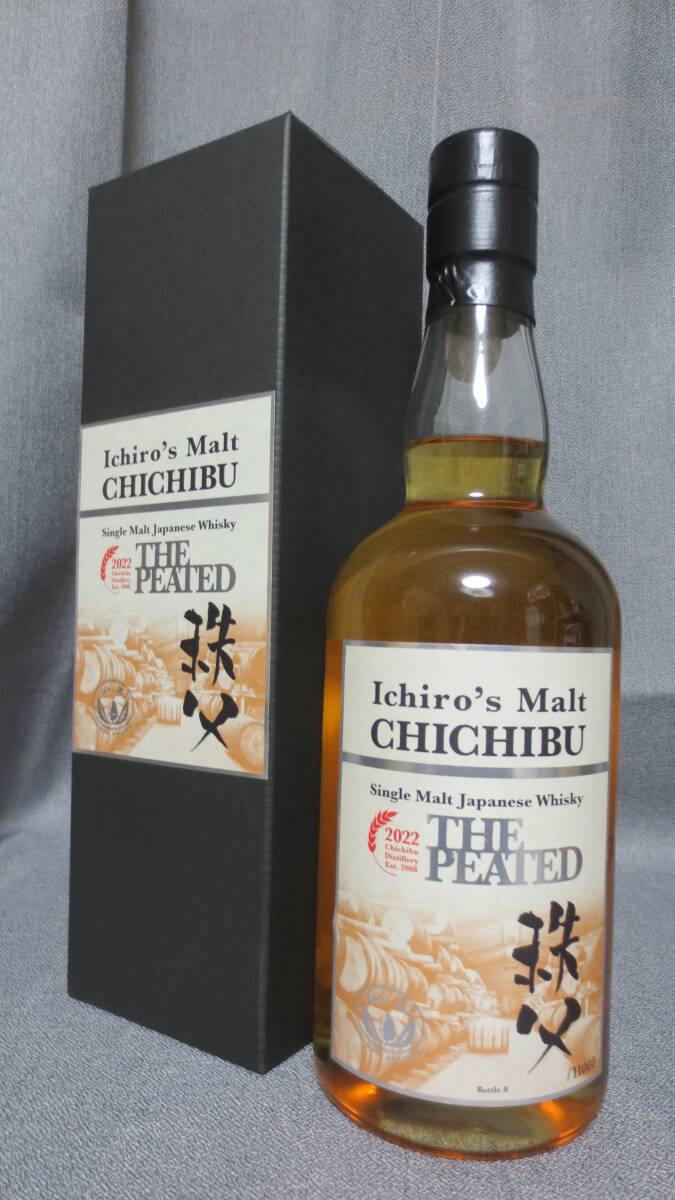 Ichiro's Malt
CHICHIBU
Single Malt Japanese Whisky
2022
Chichibu
Distillery
Est. 2008
THE
PEATED
秩父
Ichiro's Malt
CHICHIBU
Single Malt Japanese Whisky
2022
Chichibu
Distillery
Est. 2008
THE
PEATED
秩父
/11000
Bottle #